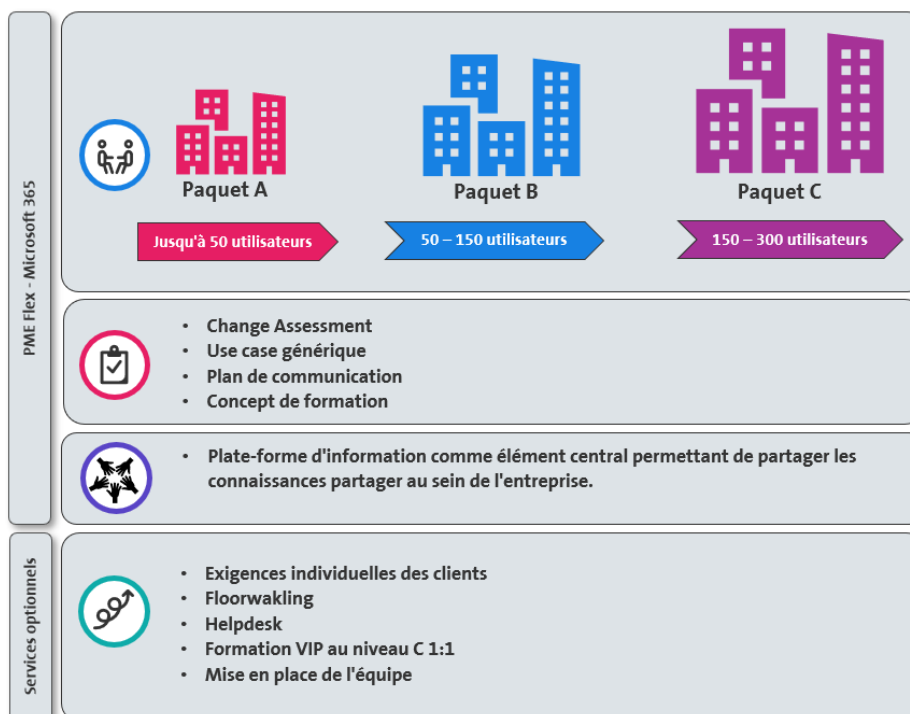 PME Flex - Microsoft 365
Paquet A
Paquet B
Paquet C
Jusqu'à 50 utilisateurs
50 – 150 utilisateurs
150 – 300 utilisateurs
• Change Assessment
• Use case générique
• Plan de communication
• Concept de formation
• Plate-forme d'information comme élément central permettant de partager les
connaissances partager au sein de l'entreprise.
Services optionnels
• Exigences individuelles des clients
• Floorwakling
• Helpdesk
• Formation VIP au niveau C 1:1
• Mise en place de l'équipe